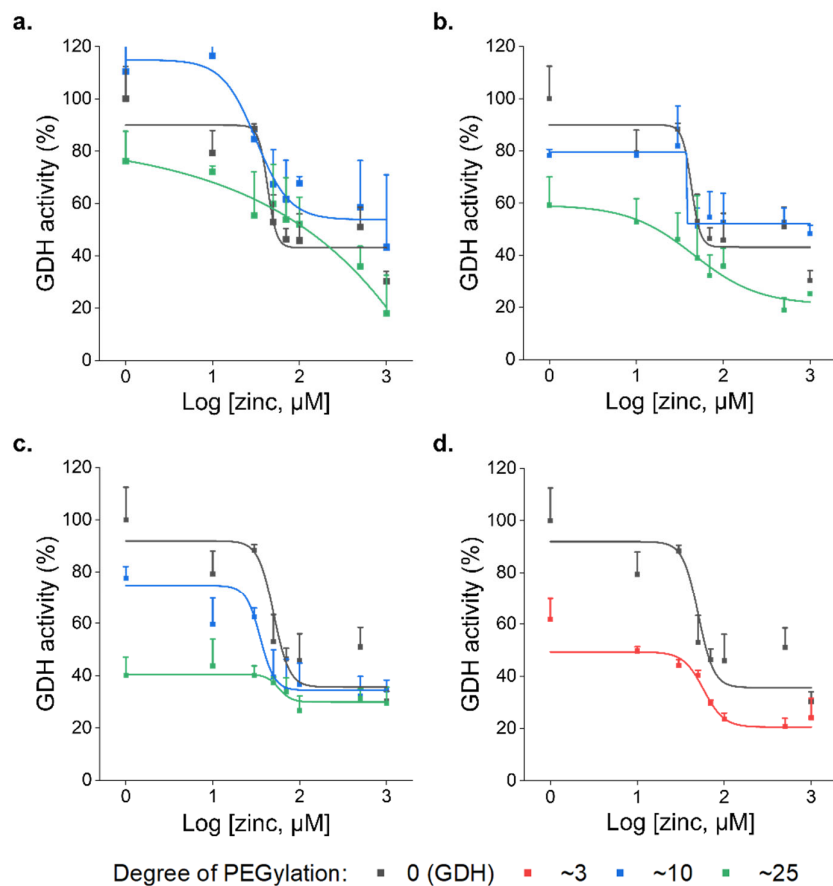 a.
120
100
80
60
40
20
0
GDH activity (%)
0 1 2 3
Log [zinc, µM]
b.
120
100
80
60
40
20
0
GDH activity (%)
0 1 2 3
Log [zinc, µM]
c.
120
100
80
60
40
20
0
GDH activity (%)
0 1 2 3
Log [zinc, µM]
d.
120
100
80
60
40
20
0
GDH activity (%)
0 1 2 3
Log [zinc, µM]
Degree of PEGylation: 0 (GDH) ~3 ~10 ~25